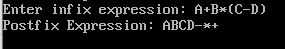 Enter infix expression: A+B*(C-D)
Postfix Expression: ABCD-*+